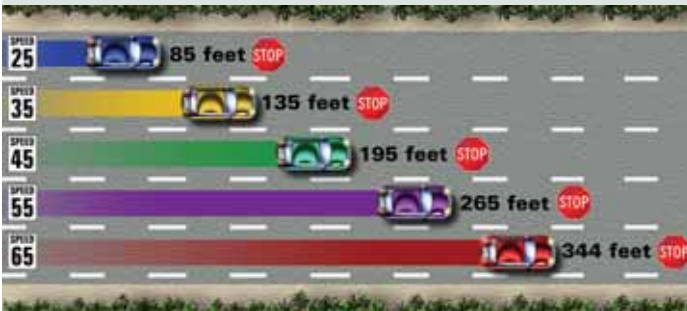 SPEED
25
85 feet STOP
SPEED
35
135 feet STOP
SPEED
45
195 feet STOP
SPEED
55
265 feet STOP
SPEED
65
344 feet STOP